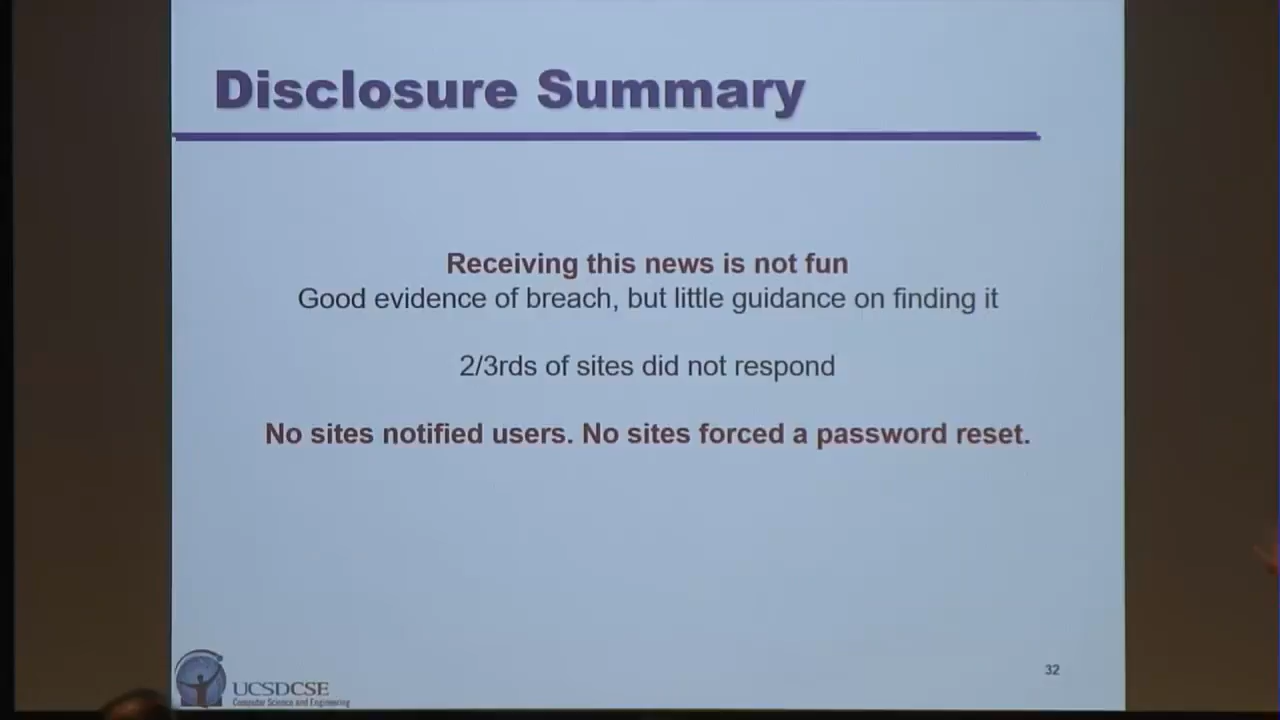 Disclosure Summary
Receiving this news is not fun
Good evidence of breach, but little guidance on finding it
2/3rds of sites did not respond
No sites notified users. No sites forced a password reset.
UCSDCSE
Computer Science and Engineering
32